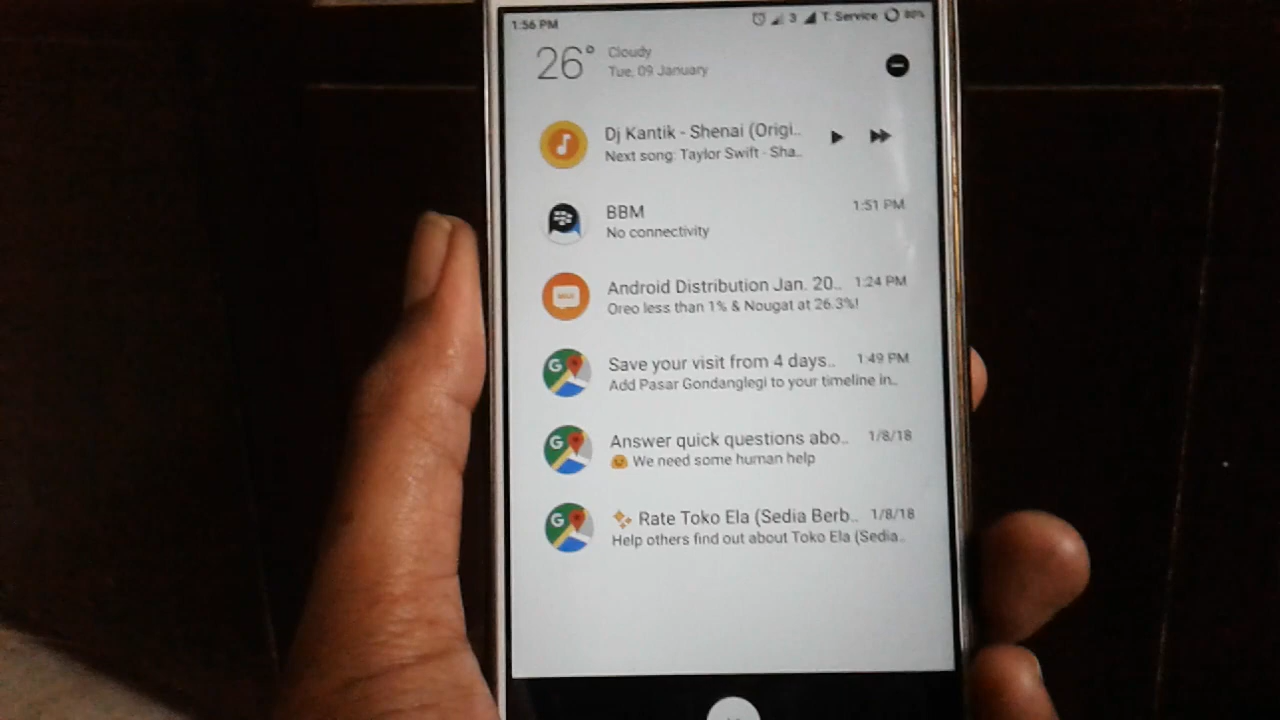 1:56 PM 3 T. Service 80%
26° Cloudy
Tue, 09 January
Dj Kantik - Shenai (Origi..
Next song: Taylor Swift - Sha..
BBM 1:51 PM
No connectivity
Android Distribution Jan. 20.. 1:24 PM
Oreo less than 1% & Nougat at 26.3%!
MIUI
G
Save your visit from 4 days.. 1:49 PM
Add Pasar Gondanglegi to your timeline in..
G
Answer quick questions abo.. 1/8/18
We need some human help
G
Rate Toko Ela (Sedia Berb.. 1/8/18
Help others find out about Toko Ela (Sedia..